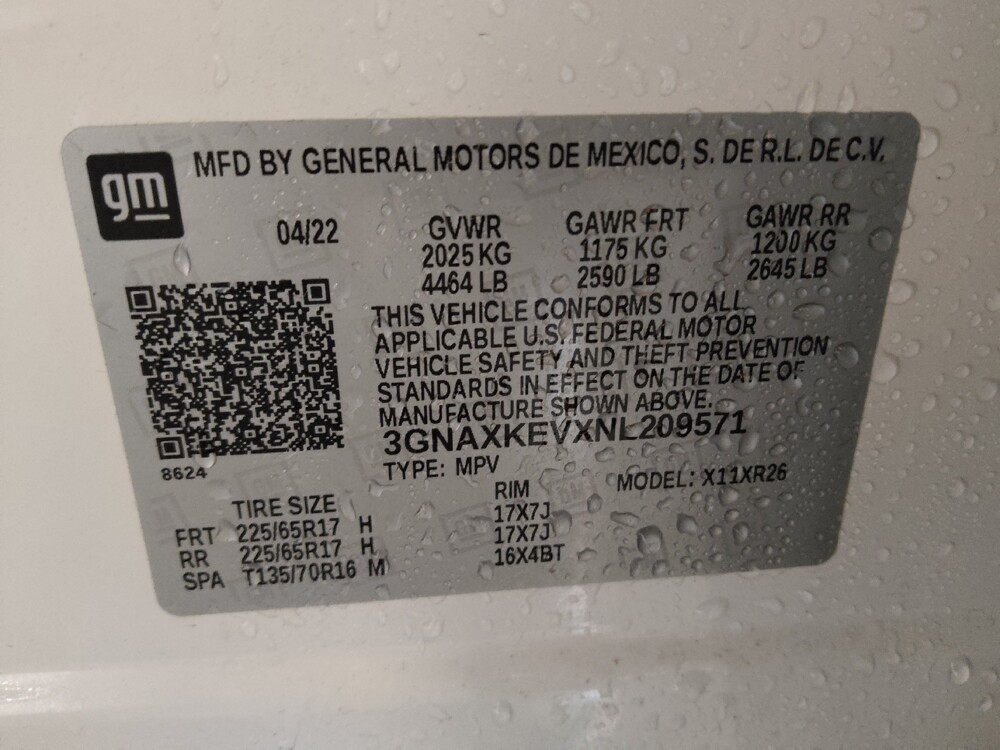 gm
MFD BY GENERAL MOTORS DE MEXICO, S. DE R.L. DE C.V.
04/22 GVWR GAWR FRT GAWR RR
2025 KG 1175 KG 1200 KG
4464 LB 2590 LB 2645 LB
THIS VEHICLE CONFORMS TO ALL
APPLICABLE U.S. FEDERAL MOTOR
VEHICLE SAFETY AND THEFT PREVENTION
STANDARDS IN EFFECT ON THE DATE OF
MANUFACTURE SHOWN ABOVE.
3GNAXKEVXNL209571
8624 TYPE: MPV MODEL: X11XR26
TIRE SIZE RIM
FRT 225/65R17 H 17X7J
RR 225/65R17 H 17X7J
SPA T135/70R16 M 16X4BT